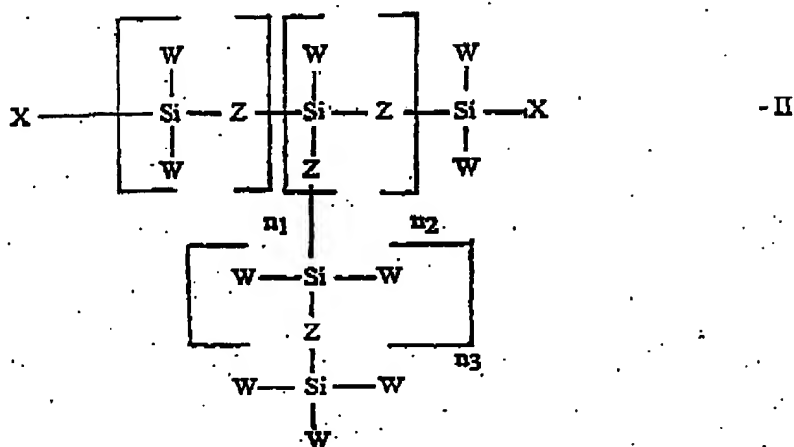 W W W
X Si Z Si Z Si X -II
W Z W
n1 n2
W Si W
Z
n3
W Si W
W